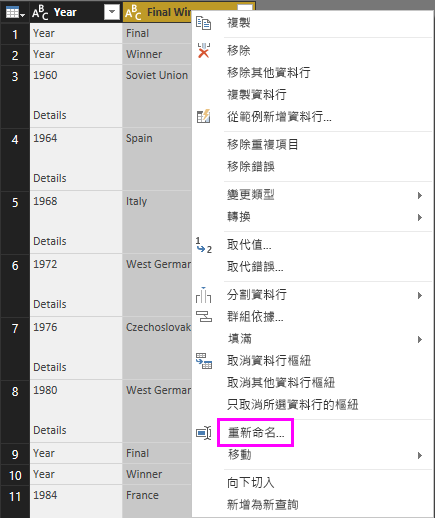 ABC Year ABC Final Win
1 Year Final
2 Year Winner
3 1960 Soviet Union
Details
4 1964 Spain
Details
5 1968 Italy
Details
6 1972 West German
Details
7 1976 Czechoslovak
Details
8 1980 West German
Details
9 Year Final
10 Year Winner
11 1984 France
複製
移除
移除其他資料行
複製資料行
從範例新增資料行...
移除重複項目
移除錯誤
變更類型
轉換
1 2 取代值...
取代錯誤...
分割資料行
群組依據...
填滿
取消資料行樞紐
取消其他資料行樞紐
只取消所選資料行的樞紐
重新命名...
移動
向下切入
新增為新查詢